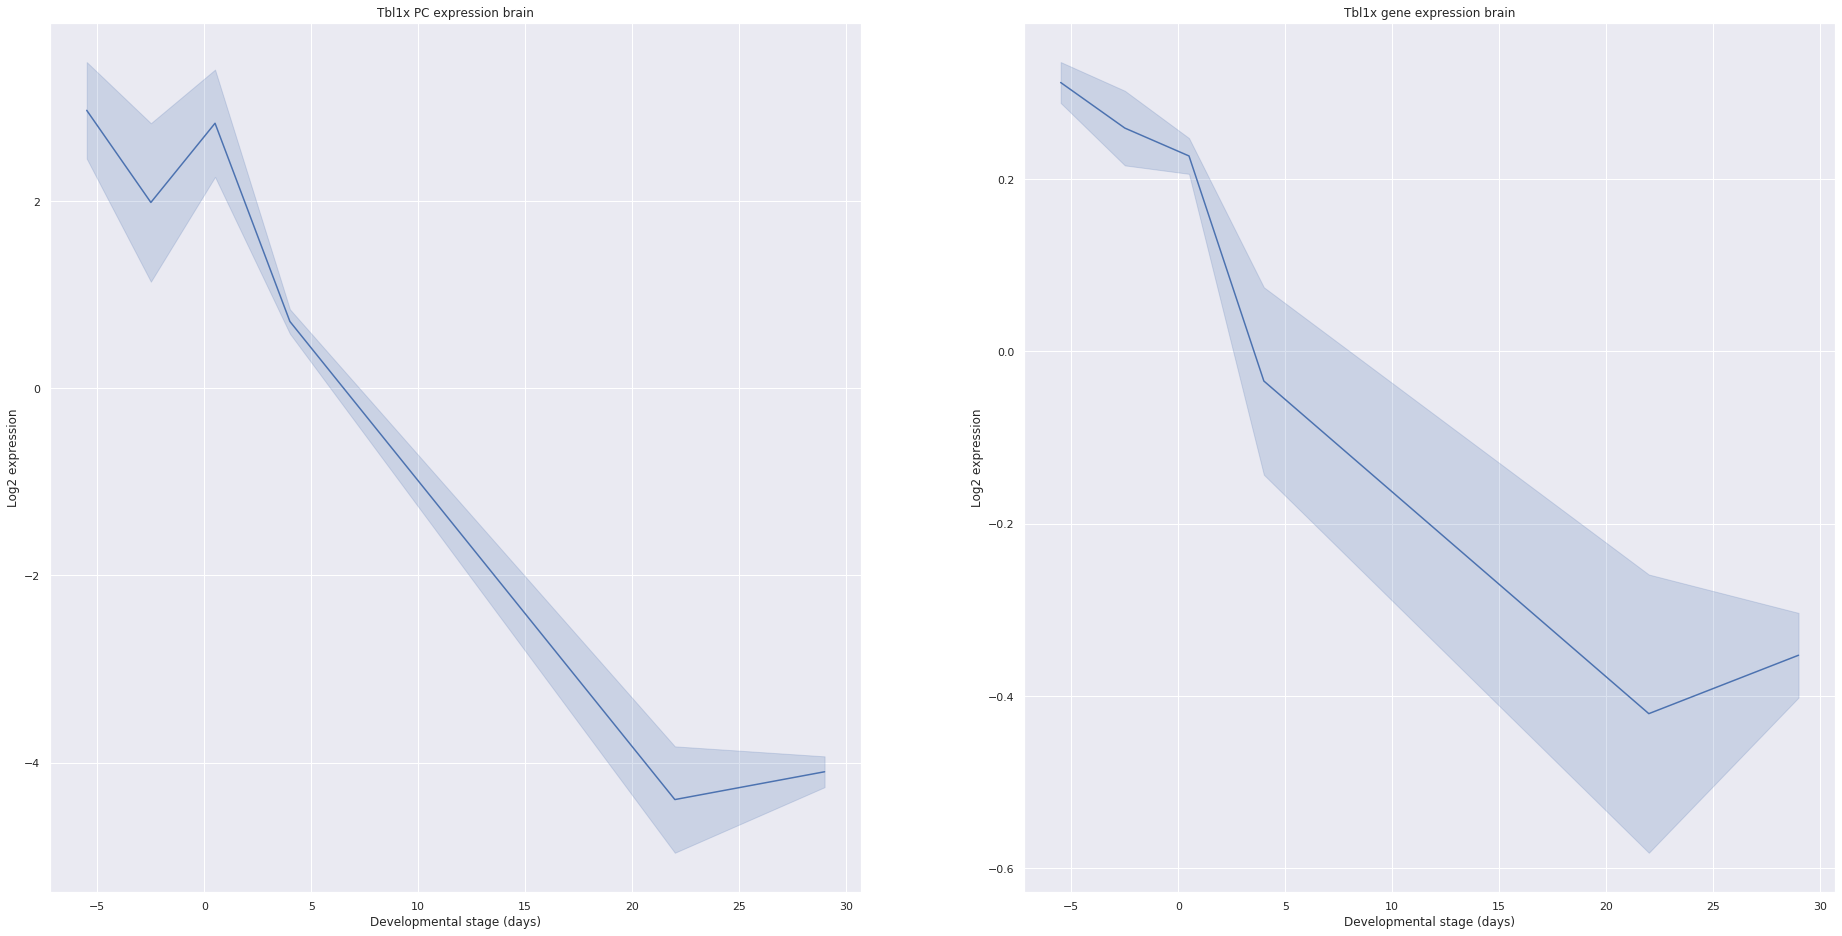 Tbl1x PC expression brain
Log2 expression
2
0
−2
−4
−5 0 5 10 15 20 25 30
Developmental stage (days)
Tbl1x gene expression brain
Log2 expression
0.2
0.0
−0.2
−0.4
−0.6
−5 0 5 10 15 20 25 30
Developmental stage (days)